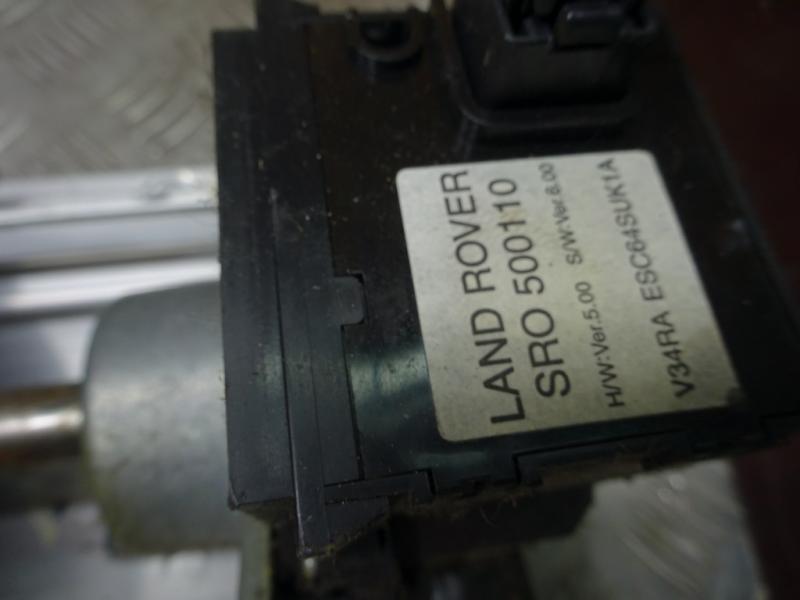 LAND ROVER
SRO 500110
H/W:Ver.5.00 S/W:Ver.6.00
V34RA ESC64SUK1A